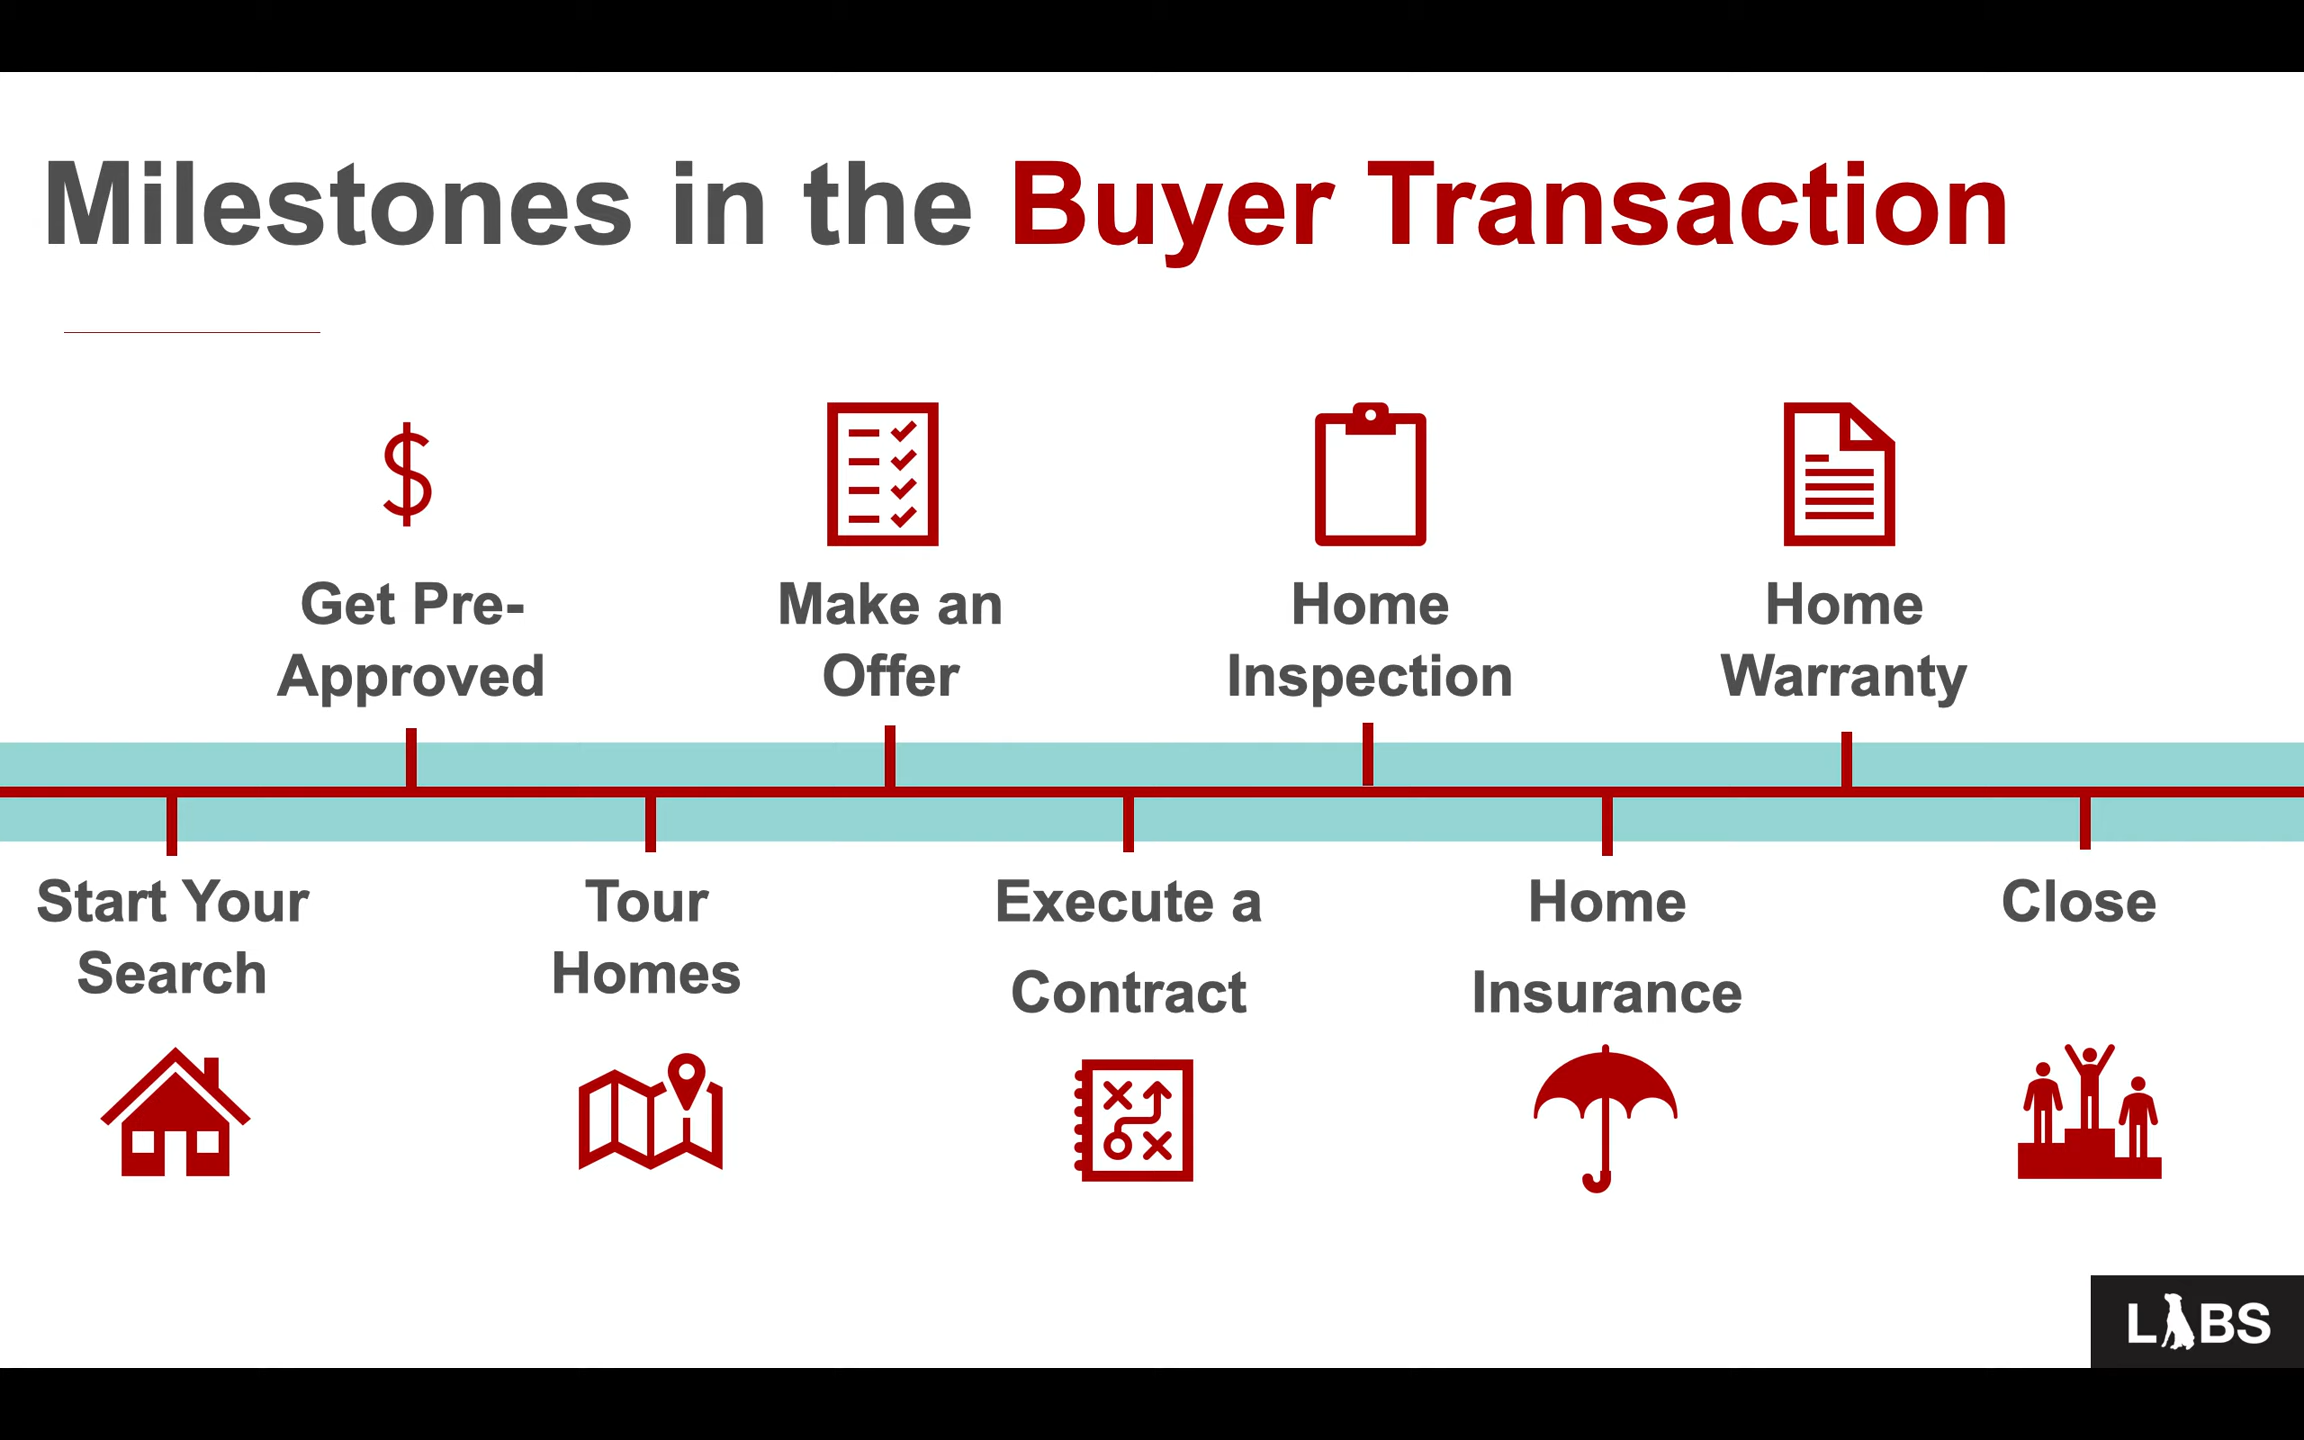 Milestones in the Buyer Transaction
Get Pre-
Approved
Make an
Offer
Home
Inspection
Home
Warranty
Start Your
Search
Tour
Homes
Execute a
Contract
Home
Insurance
Close
LABS